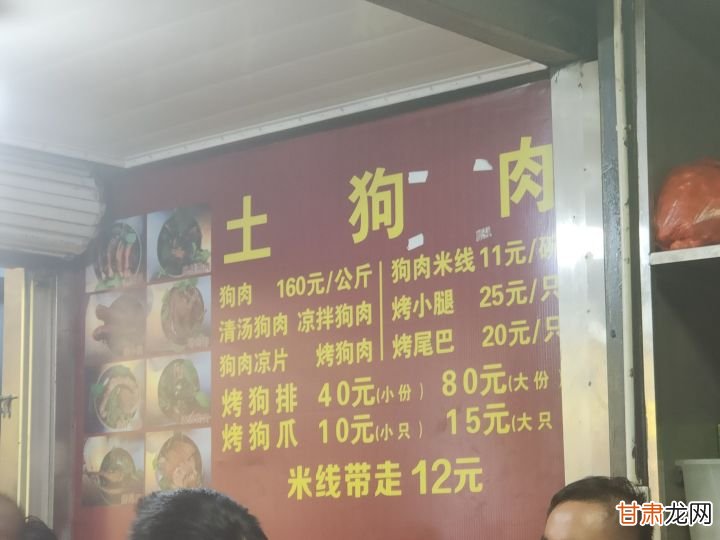 土 狗 肉
狗肉 160元/公斤
清汤狗肉 凉拌狗肉
狗肉凉片 烤狗肉
狗肉米线 11元/碗
烤小腿 25元/只
烤尾巴 20元/只
烤狗排 40元(小份) 80元(大份)
烤狗爪 10元(小只) 15元(大只
米线带走 12元
甘肃龙网